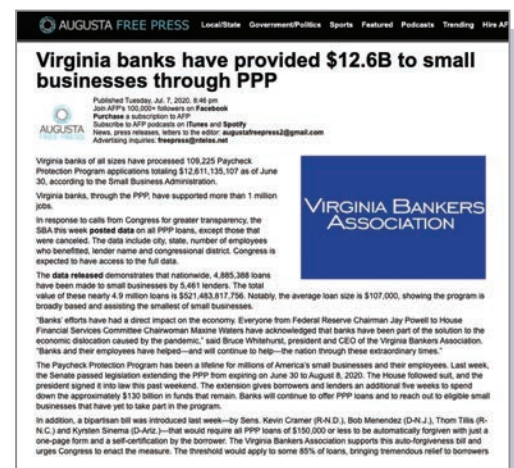 AUGUSTA FREE PRESS Local/State Government/Politics Sports Featured Podcasts Trending Hire AF
Virginia banks have provided $12.6B to small
businesses through PPP
AUGUSTA
FREE PRESS
Published Tuesday, Jul. 7, 2020, 8:46 pm
Join AFP's 100,000+ followers on Facebook
Purchase a subscription to AFP
Subscribe to AFP podcasts on iTunes and Spotify
News, press releases, letters to the editor: augustafreepress2@gmail.com
Advertising inquiries: freepress@ntelos.net
Virginia banks of all sizes have processed 109,225 Paycheck
Protection Program applications totaling $12,611,135,107 as of June
30, according to the Small Business Administration.
Virginia banks, through the PPP, have supported more than 1 million
jobs.
In response to calls from Congress for greater transparency, the
SBA this week posted data on all PPP loans, except those that
were canceled. The data include city, state, number of employees
who benefitted, lender name and congressional district. Congress is
expected to have access to the full data.
VIRGINIA BANKERS
ASSOCIATION
The data released demonstrates that nationwide, 4,885,388 loans
have been made to small businesses by 5,461 lenders. The total
value of these nearly 4.9 million loans is $521,483,817,756. Notably, the average loan size is $107,000, showing the program is
broadly based and assisting the smallest of small businesses.
"Banks' efforts have had a direct impact on the economy. Everyone from Federal Reserve Chairman Jay Powell to House
Financial Services Committee Chairwoman Maxine Waters have acknowledged that banks have been part of the solution to the
economic dislocation caused by the pandemic," said Bruce Whitehurst, president and CEO of the Virginia Bankers Association.
"Banks and their employees have helped—and will continue to help—the nation through these extraordinary times."
The Paycheck Protection Program has been a lifeline for millions of America's small businesses and their employees. Last week,
the Senate passed legislation extending the PPP from expiring on June 30 to August 8, 2020. The House followed suit, and the
president signed it into law this past weekend. The extension gives borrowers and lenders an additional five weeks to spend
down the approximately $130 billion in funds that remain. Banks will continue to offer PPP loans and to reach out to eligible small
businesses that have yet to take part in the program.
In addition, a bipartisan bill was introduced last week—by Sens. Kevin Cramer (R-N.D.), Bob Menendez (D-N.J.), Thom Tillis (R-
N.C.) and Kyrsten Sinema (D-Ariz.)—that would require all PPP loans of $150,000 or less to be automatically forgiven with just a
one-page form and a self-certification by the borrower. The Virginia Bankers Association supports this auto-forgiveness bill and
urges Congress to enact the measure. The threshold would apply to some 85% of loans, bringing tremendous relief to borrowers